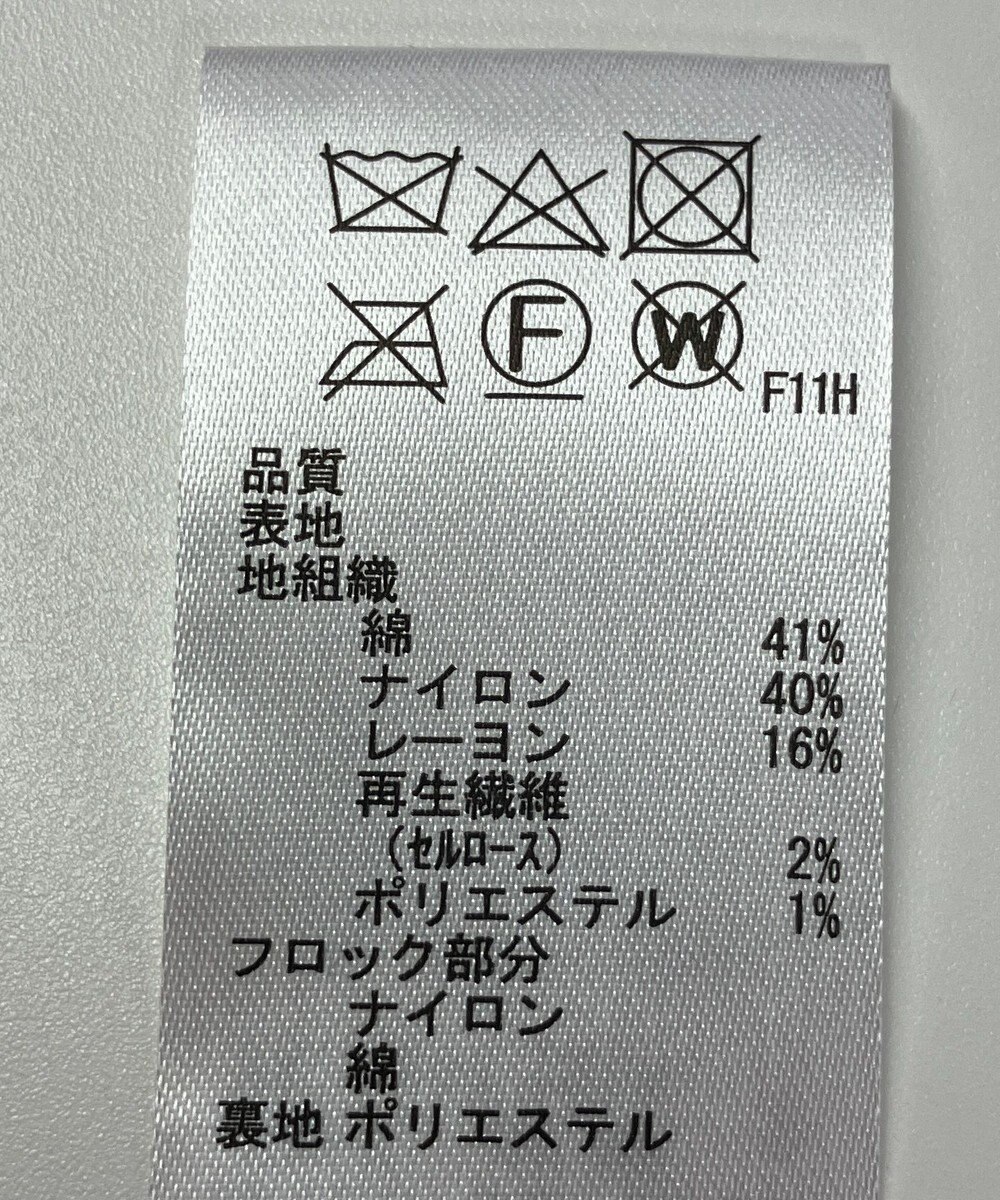 F W F11H
品質
表地
地組織
綿 41%
ナイロン 40%
レーヨン 16%
再生繊維
(セルロース) 2%
ポリエステル 1%
フロック部分
ナイロン
綿
裏地 ポリエステル